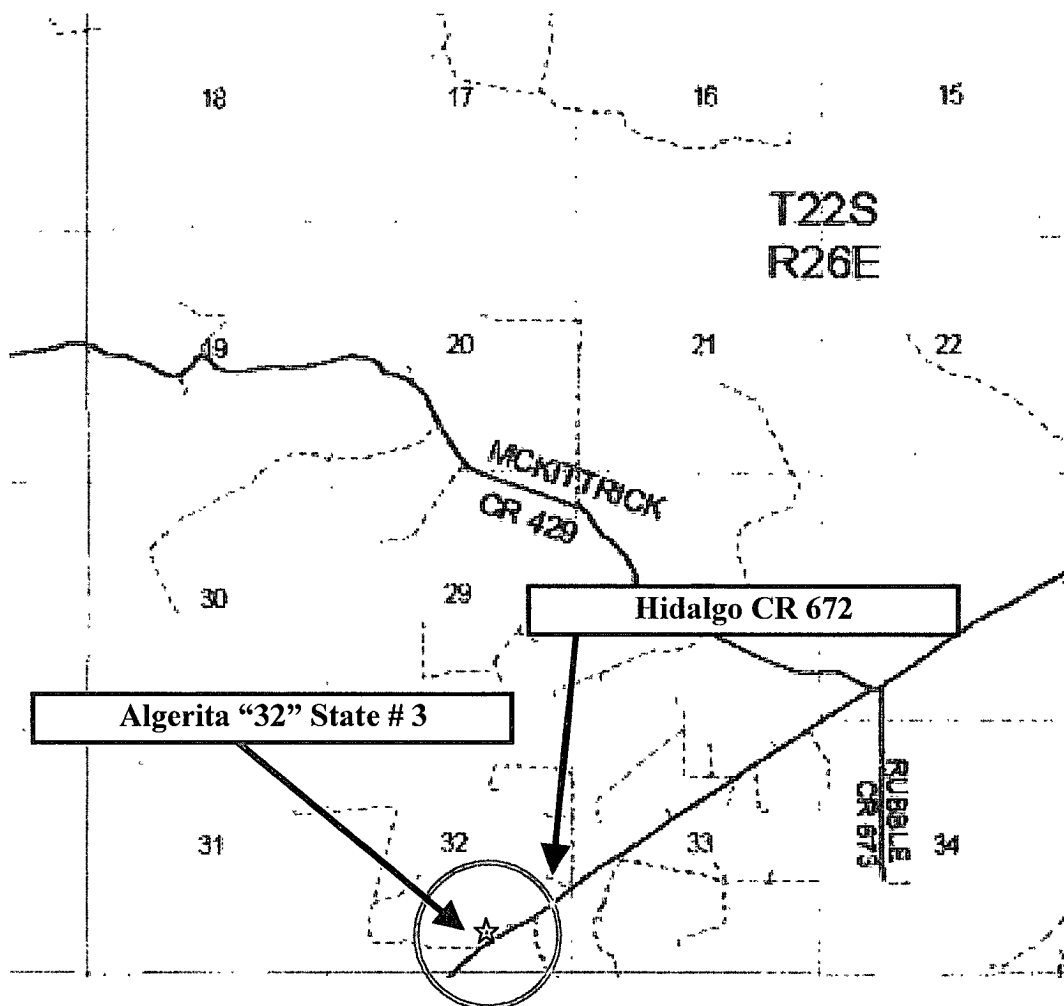 18 17 16 15
T22S
R26E
19 20 21 22
MCKITTRICK
CR 429
30 29
Hidalgo CR 672
Algerita “32” State # 3
RUBBLE
CR 673
31 32 33 34